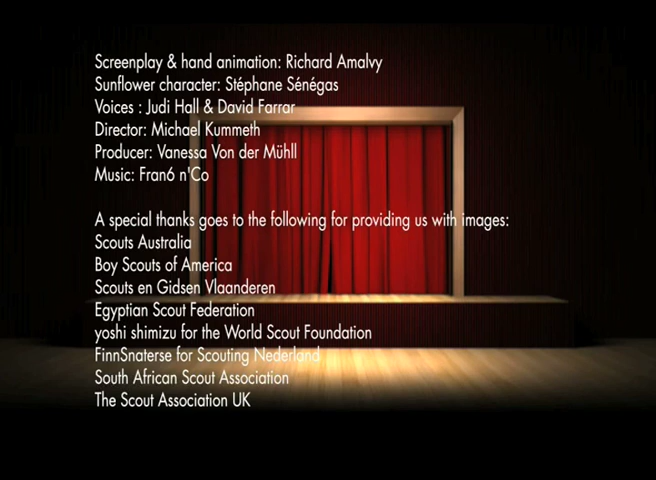 Screenplay & hand animation: Richard Amalvy
Sunflower character: Stéphane Sénégas
Voices : Judi Hall & David Farrar
Director: Michael Kummeth
Producer: Vanessa Von der Mühll
Music: Fran6 n'Co
A special thanks goes to the following for providing us with images:
Scouts Australia
Boy Scouts of America
Scouts en Gidsen Vlaanderen
Egyptian Scout Federation
yoshi shimizu for the World Scout Foundation
FinnSnaterse for Scouting Nederland
South African Scout Association
The Scout Association UK